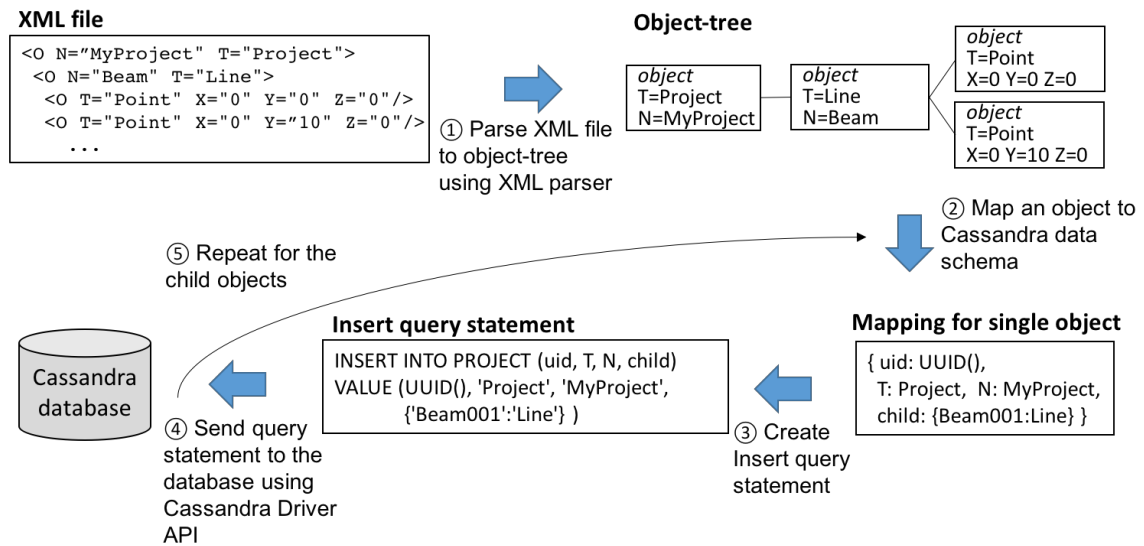 XML file
<O N=”MyProject" T="Project">
<O N="Beam" T="Line">
<O T="Point" X="0" Y="0" Z="0"/>
<O T="Point" X="0" Y=”10" Z="0"/>
...
① Parse XML file
to object-tree
using XML parser
Object-tree
object
T=Project
N=MyProject
object
T=Line
N=Beam
object
T=Point
X=0 Y=0 Z=0
object
T=Point
X=0 Y=10 Z=0
② Map an object to
Cassandra data
schema
Mapping for single object
{ uid: UUID(),
T: Project, N: MyProject,
child: {Beam001:Line} }
③ Create
Insert query
statement
Insert query statement
INSERT INTO PROJECT (uid, T, N, child)
VALUE (UUID(), 'Project', 'MyProject',
{'Beam001':'Line'} )
④ Send query
statement to the
database using
Cassandra Driver
API
Cassandra
database
⑤ Repeat for the
child objects